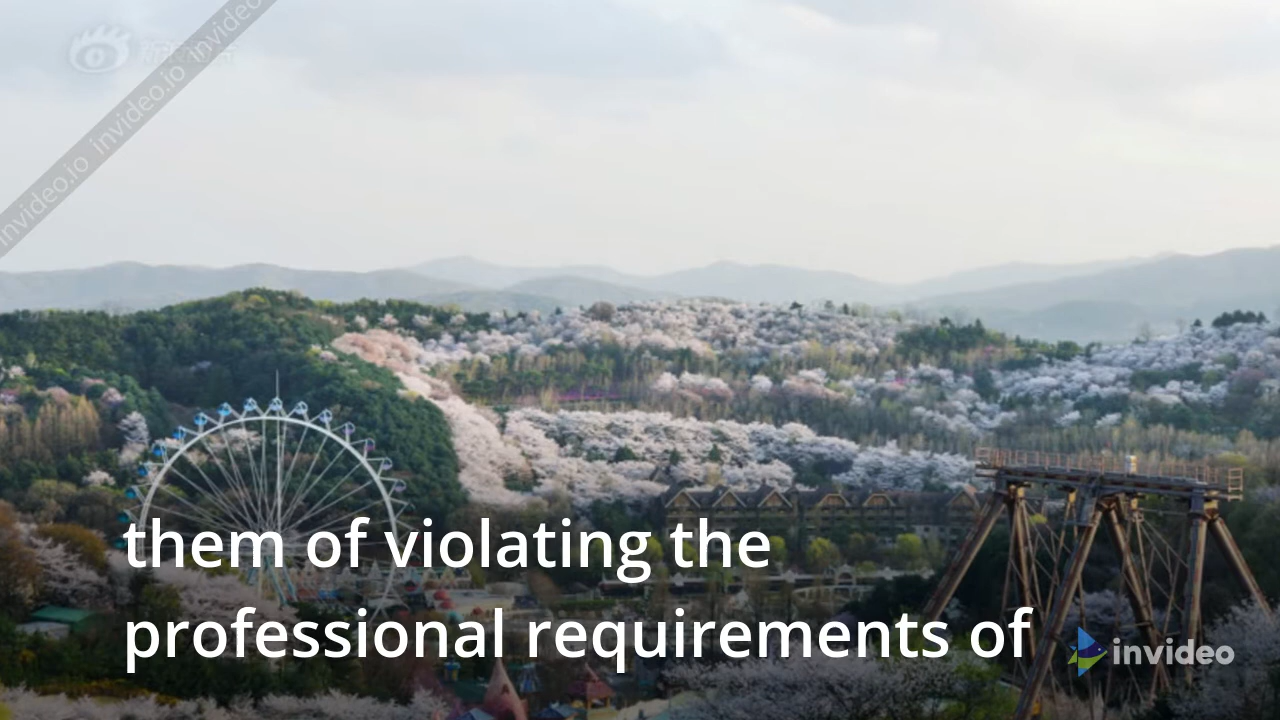 invideo.io invideo.io invideo
them of violating the
professional requirements of
invideo